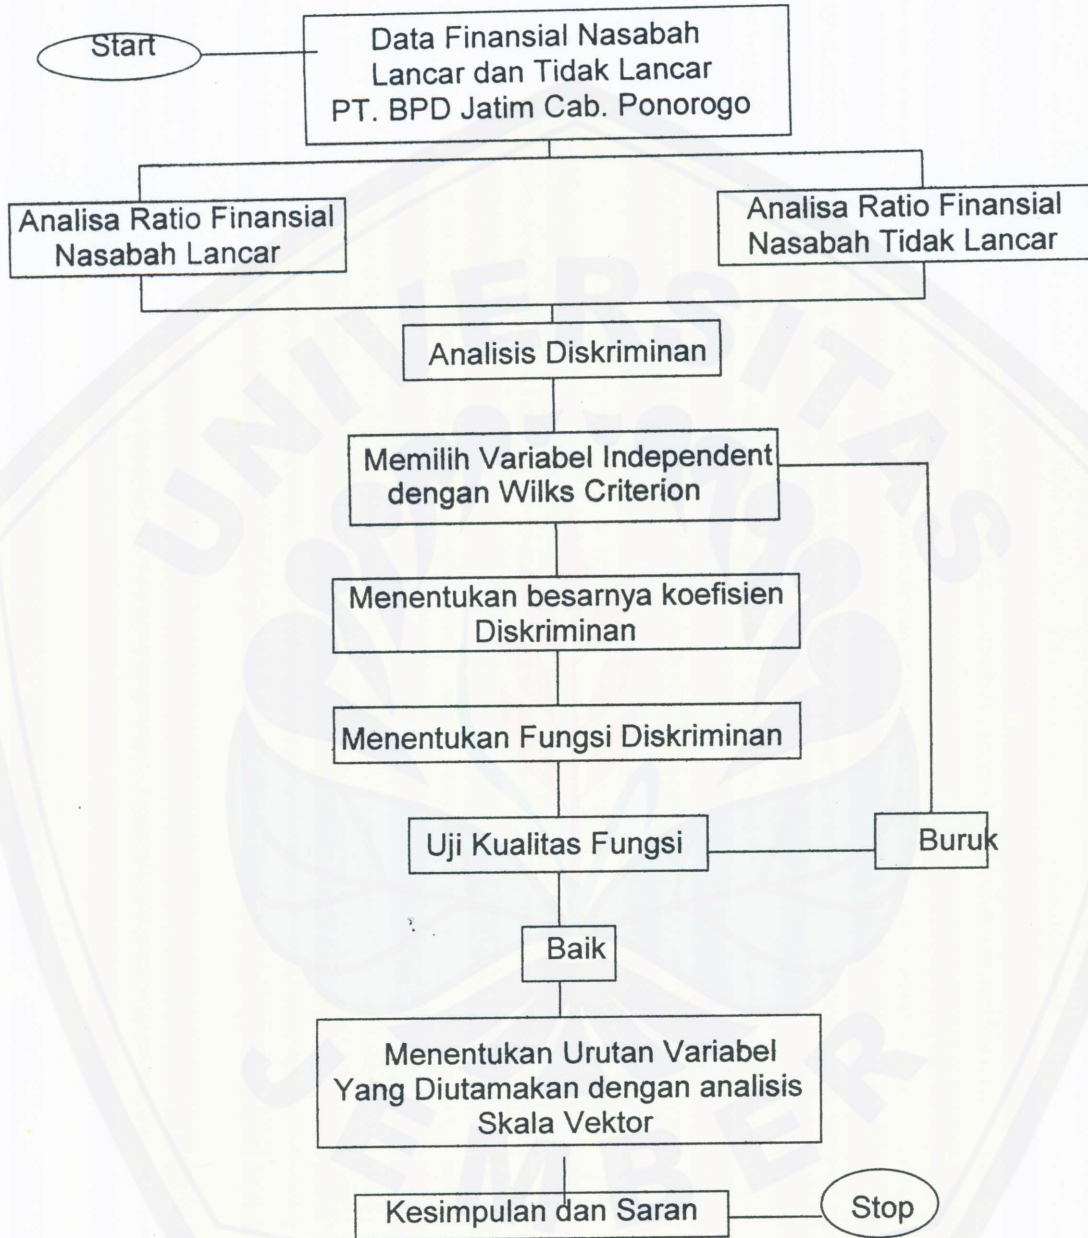 Start
Data Finansial Nasabah
Lancar dan Tidak Lancar
PT. BPD Jatim Cab. Ponorogo
Analisa Ratio Finansial
Nasabah Lancar
Analisa Ratio Finansial
Nasabah Tidak Lancar
Analisis Diskriminan
Memilih Variabel Independent
dengan Wilks Criterion
Menentukan besarnya koefisien
Diskriminan
Menentukan Fungsi Diskriminan
Uji Kualitas Fungsi
Buruk
Baik
Menentukan Urutan Variabel
Yang Diutamakan dengan analisis
Skala Vektor
Kesimpulan dan Saran
Stop
UNIVERSITAS
JEMBER